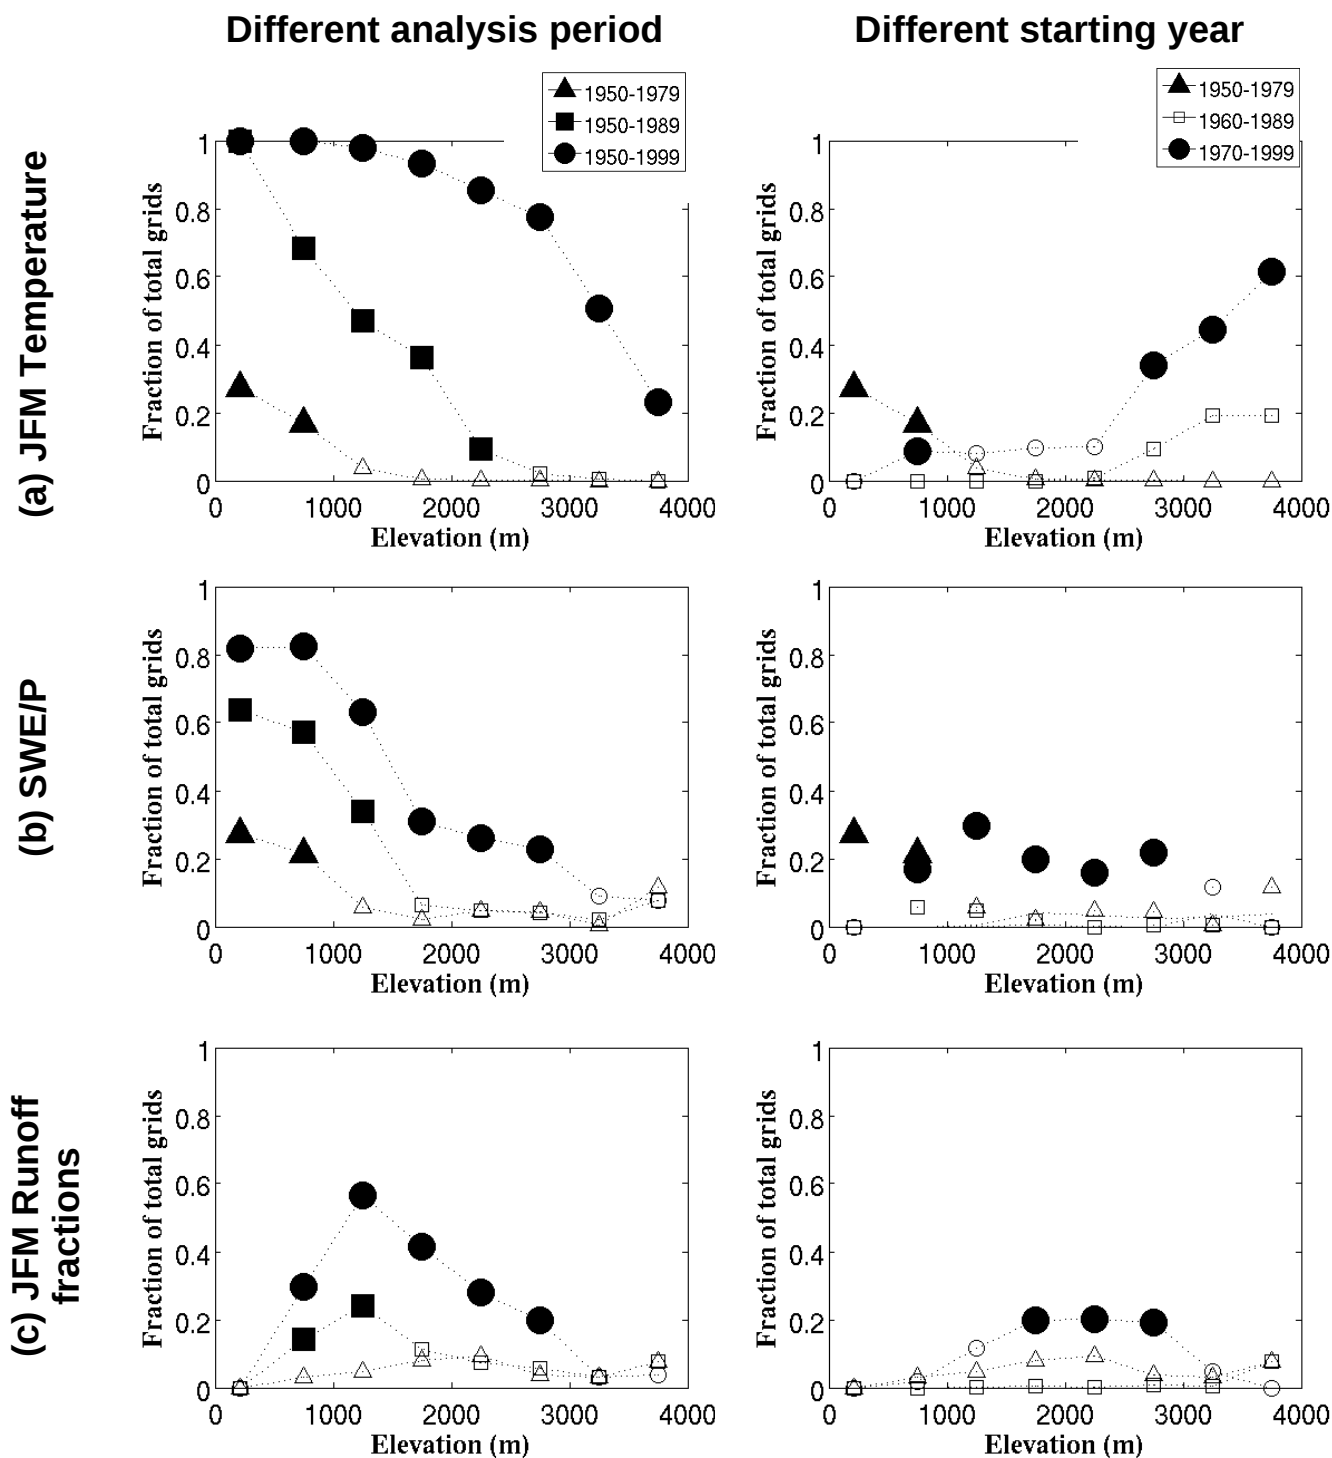 Different analysis period
Different starting year
(a) JFM Temperature
1950-1979
1950-1989
1950-1999
Fraction of total grids
1
0.8
0.6
0.4
0.2
0
0 1000 2000 3000 4000
Elevation (m)
1950-1979
1960-1989
1970-1999
Fraction of total grids
1
0.8
0.6
0.4
0.2
0
0 1000 2000 3000 4000
Elevation (m)
(b) SWE/P
Fraction of total grids
1
0.8
0.6
0.4
0.2
0
0 1000 2000 3000 4000
Elevation (m)
Fraction of total grids
1
0.8
0.6
0.4
0.2
0
0 1000 2000 3000 4000
Elevation (m)
(c) JFM Runoff
fractions
Fraction of total grids
1
0.8
0.6
0.4
0.2
0
0 1000 2000 3000 4000
Elevation (m)
Fraction of total grids
1
0.8
0.6
0.4
0.2
0
0 1000 2000 3000 4000
Elevation (m)